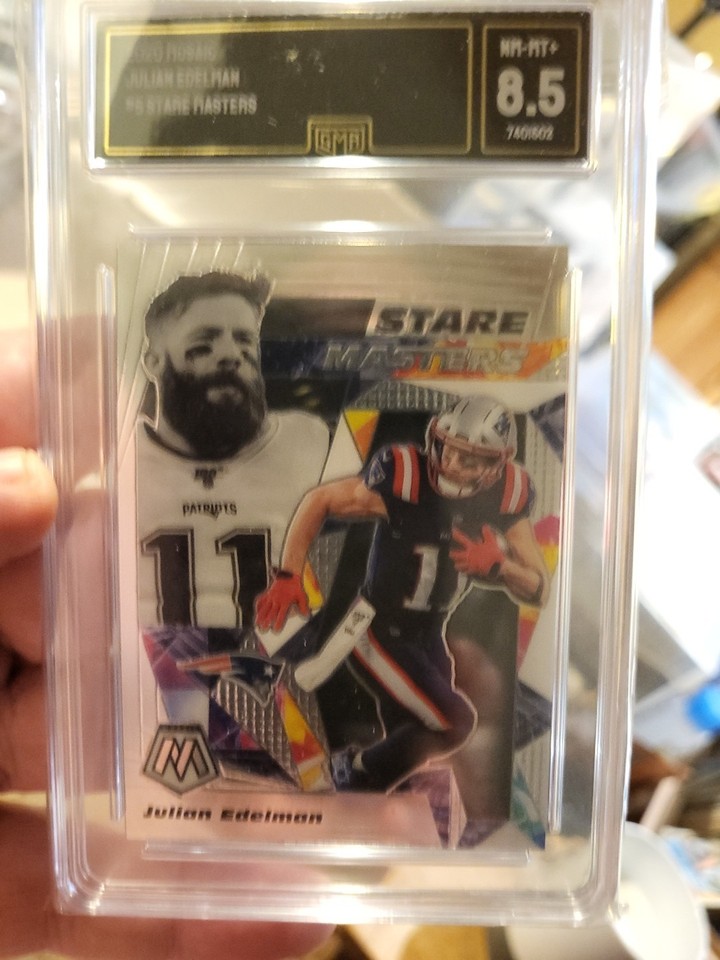 2020 MOSAIC
JULIAN EDELMAN
#6 STARE MASTERS
GMA
NM-MT+
8.5
7401602
STARE
MASTERS
PATRIOTS
11
11
Julian Edelman